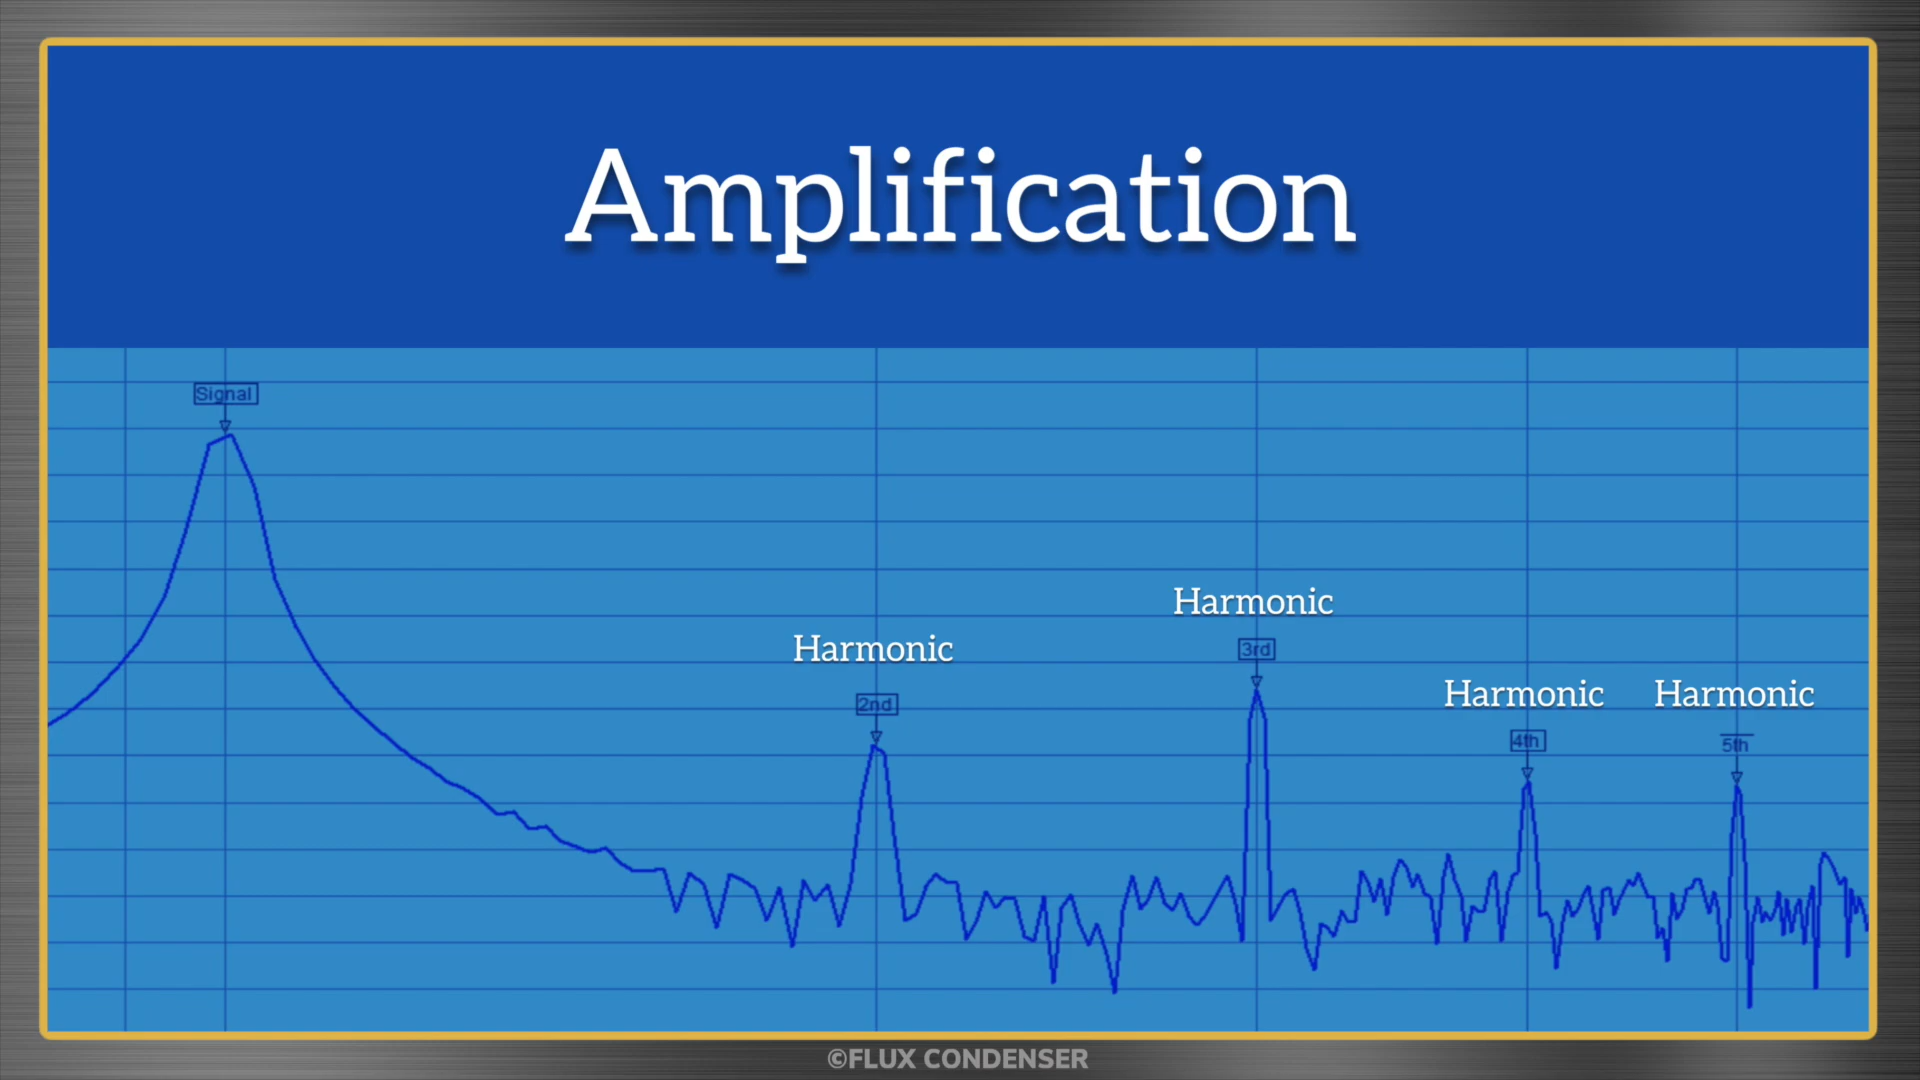 Amplification
Signal
Harmonic
3rd
Harmonic
2nd
Harmonic
Harmonic
4th
5th
©FLUX CONDENSER